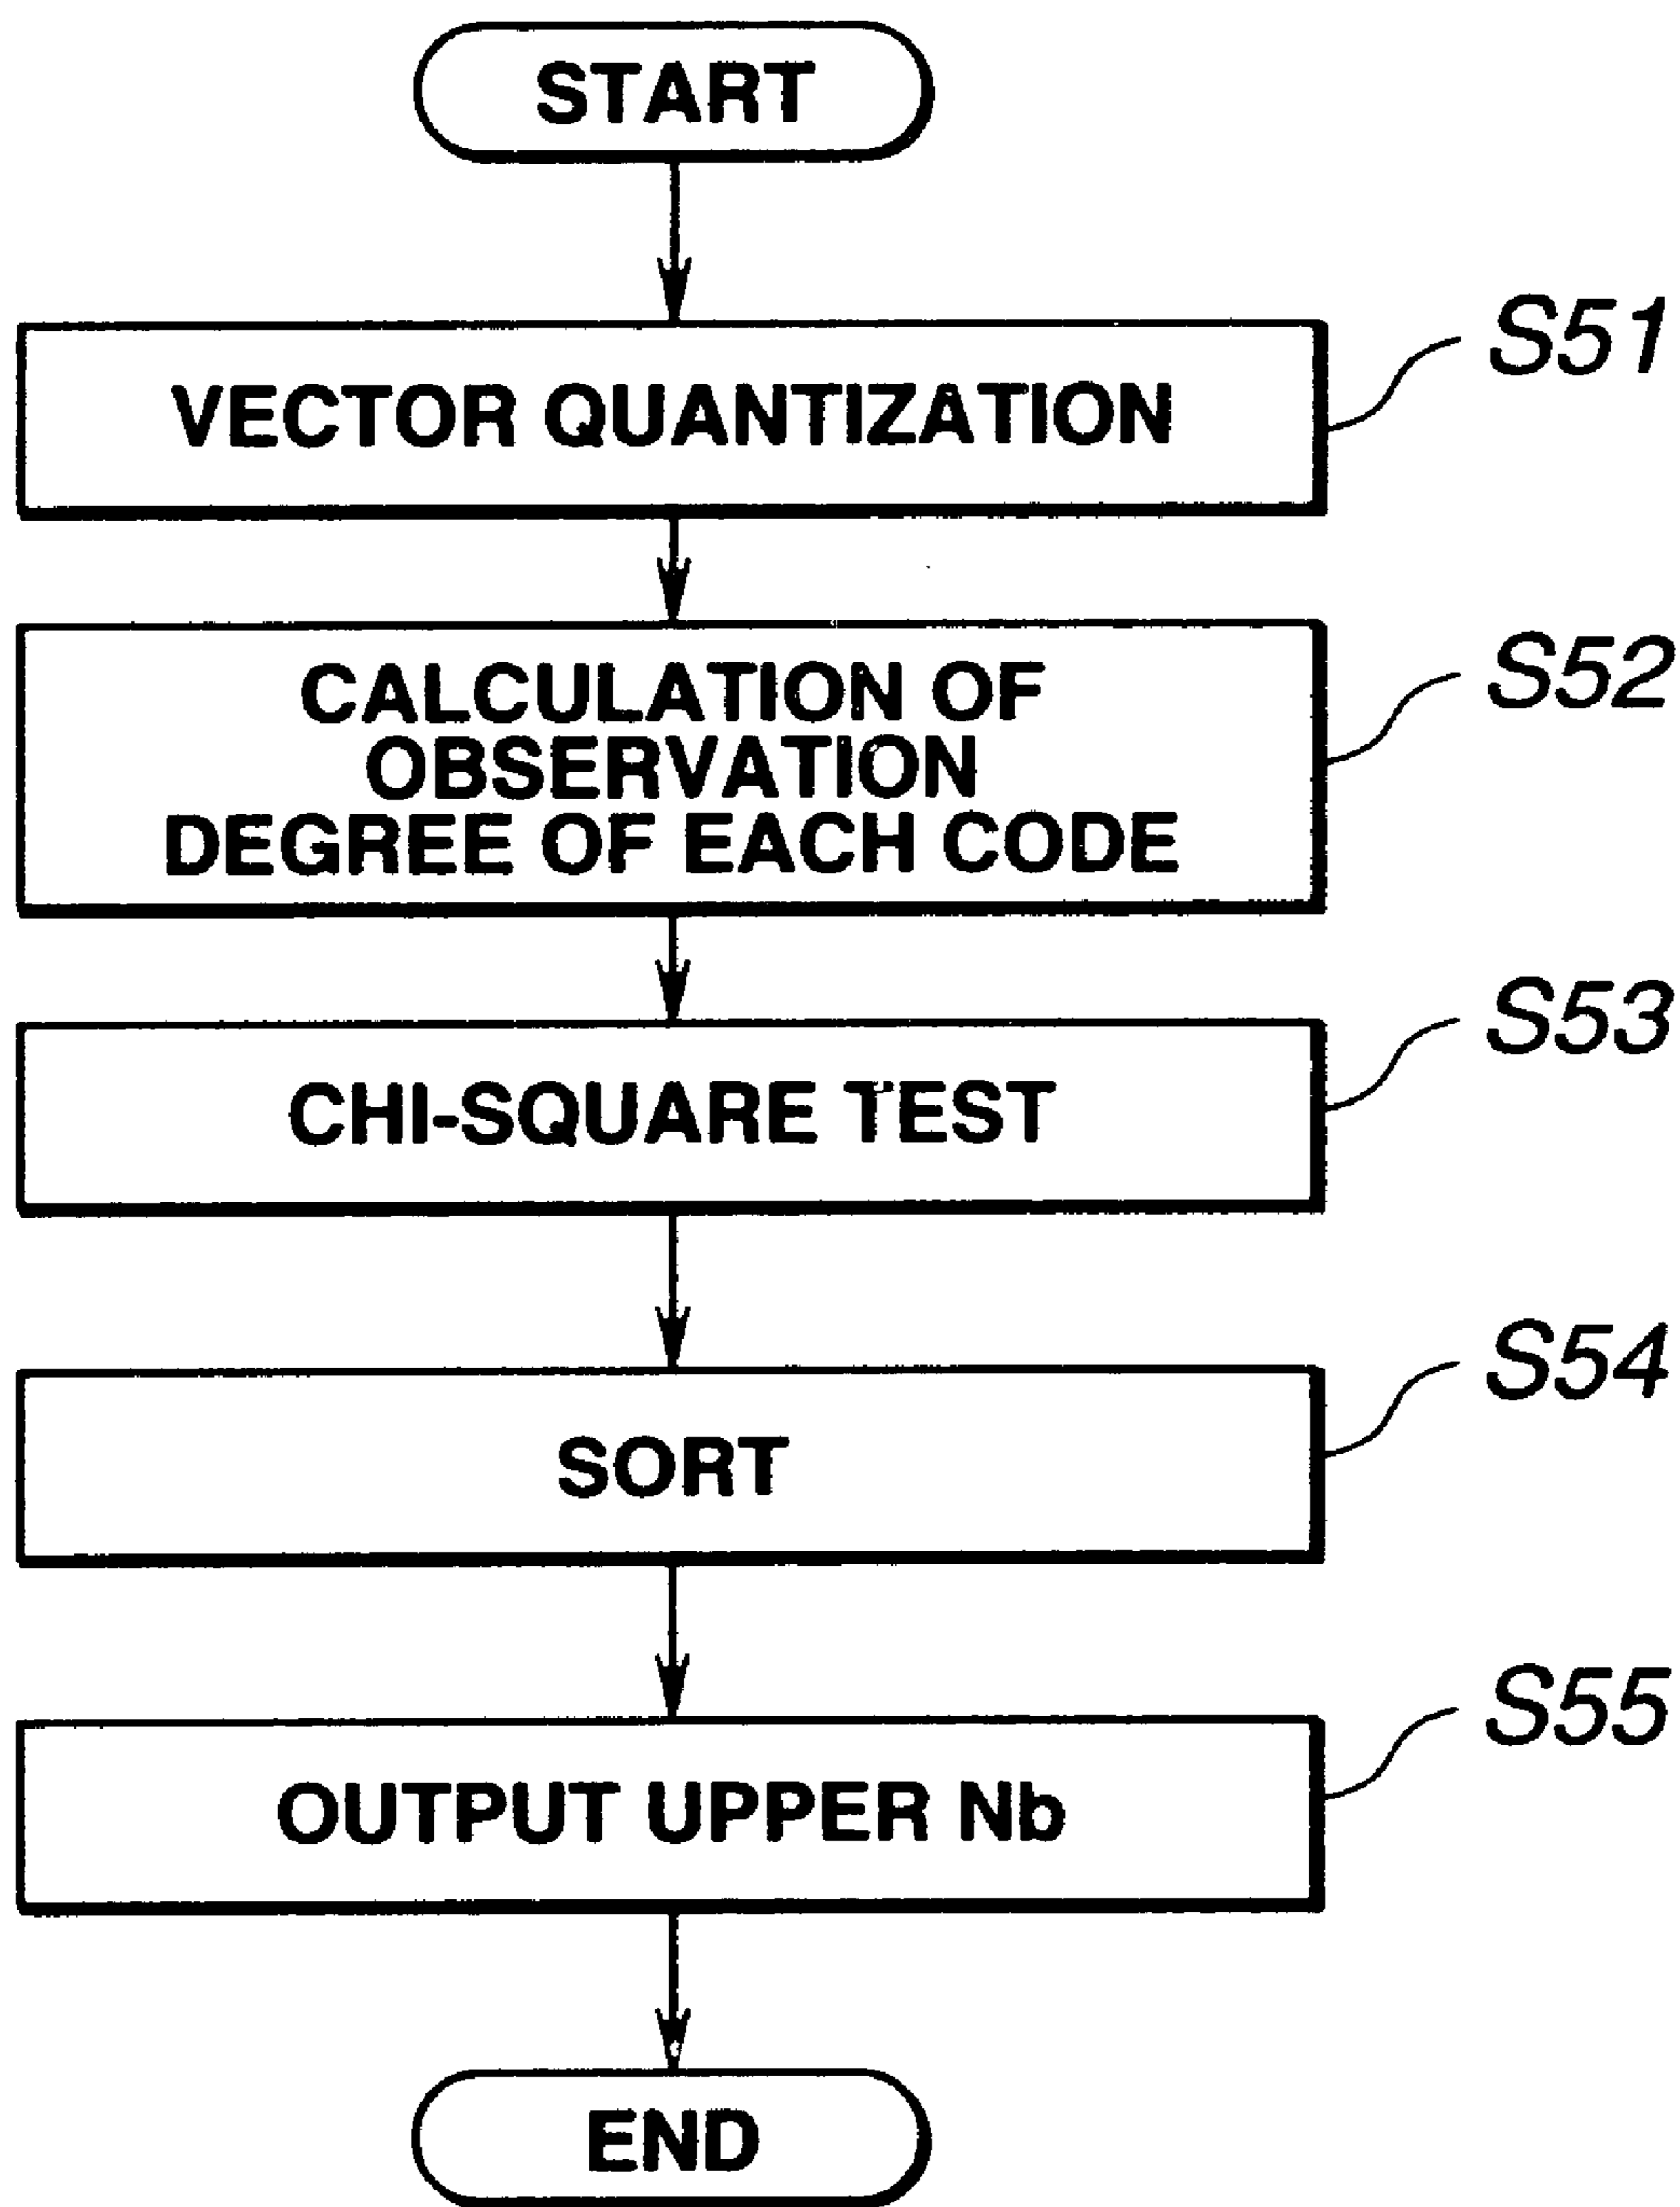 START
VECTOR QUANTIZATION
S51
CALCULATION OF
OBSERVATION
DEGREE OF EACH CODE
S52
CHI-SQUARE TEST
S53
SORT
S54
OUTPUT UPPER Nb
S55
END